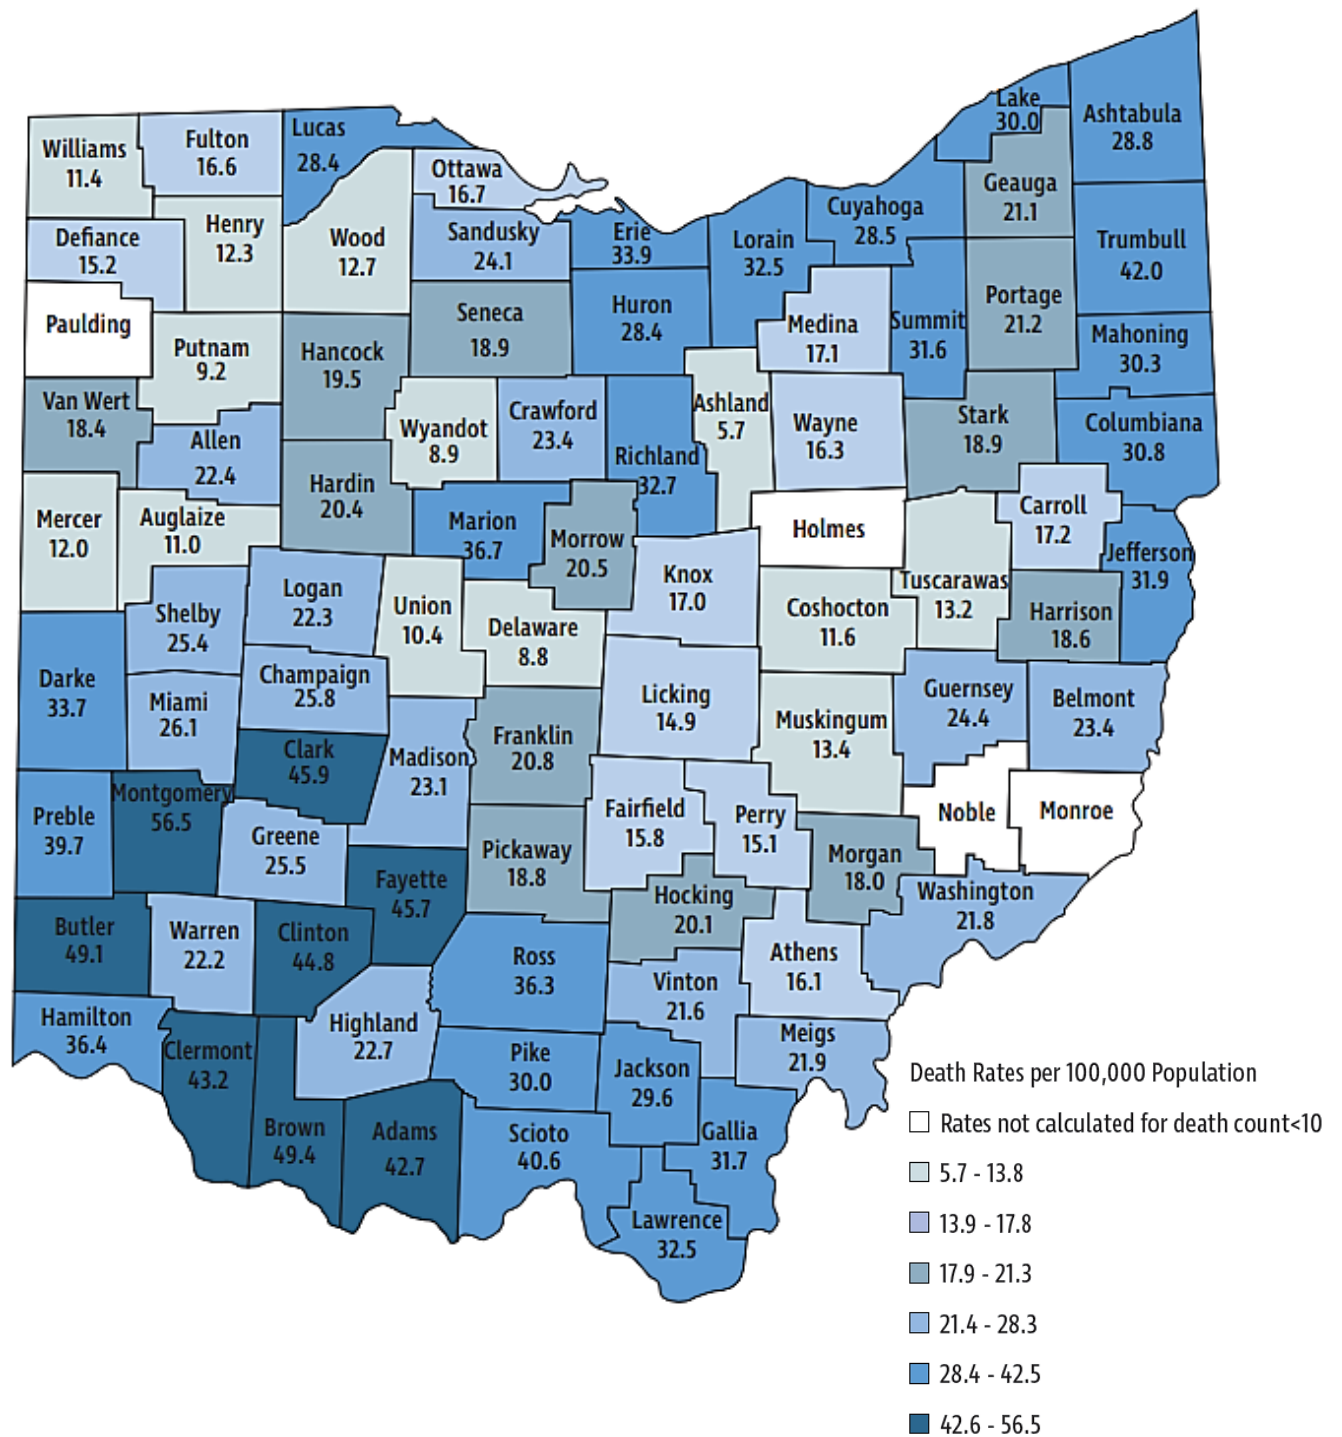 Lake
30.0
Ashtabula
28.8
Williams
11.4
Fulton
16.6
Lucas
28.4
Ottawa
16.7
Geauga
21.1
Defiance
15.2
Henry
12.3
Wood
12.7
Sandusky
24.1
Erie
33.9
Lorain
32.5
Cuyahoga
28.5
Trumbull
42.0
Paulding
Putnam
9.2
Hancock
19.5
Seneca
18.9
Huron
28.4
Medina
17.1
Summit
31.6
Portage
21.2
Mahoning
30.3
Van Wert
18.4
Allen
22.4
Wyandot
8.9
Crawford
23.4
Richland
32.7
Ashland
5.7
Wayne
16.3
Stark
18.9
Columbiana
30.8
Mercer
12.0
Auglaize
11.0
Hardin
20.4
Marion
36.7
Morrow
20.5
Holmes
Carroll
17.2
Jefferson
31.9
Shelby
25.4
Logan
22.3
Union
10.4
Delaware
8.8
Knox
17.0
Coshocton
11.6
Tuscarawas
13.2
Harrison
18.6
Darke
33.7
Miami
26.1
Champaign
25.8
Licking
14.9
Muskingum
13.4
Guernsey
24.4
Belmont
23.4
Clark
45.9
Madison
23.1
Franklin
20.8
Preble
39.7
Montgomery
56.5
Greene
25.5
Fairfield
15.8
Perry
15.1
Noble
Monroe
Fayette
45.7
Pickaway
18.8
Hocking
20.1
Morgan
18.0
Washington
21.8
Butler
49.1
Warren
22.2
Clinton
44.8
Ross
36.3
Vinton
21.6
Athens
16.1
Hamilton
36.4
Clermont
43.2
Highland
22.7
Pike
30.0
Jackson
29.6
Meigs
21.9
Brown
49.4
Adams
42.7
Scioto
40.6
Gallia
31.7
Lawrence
32.5
Death Rates per 100,000 Population
Rates not calculated for death count<10
5.7 - 13.8
13.9 - 17.8
17.9 - 21.3
21.4 - 28.3
28.4 - 42.5
42.6 - 56.5